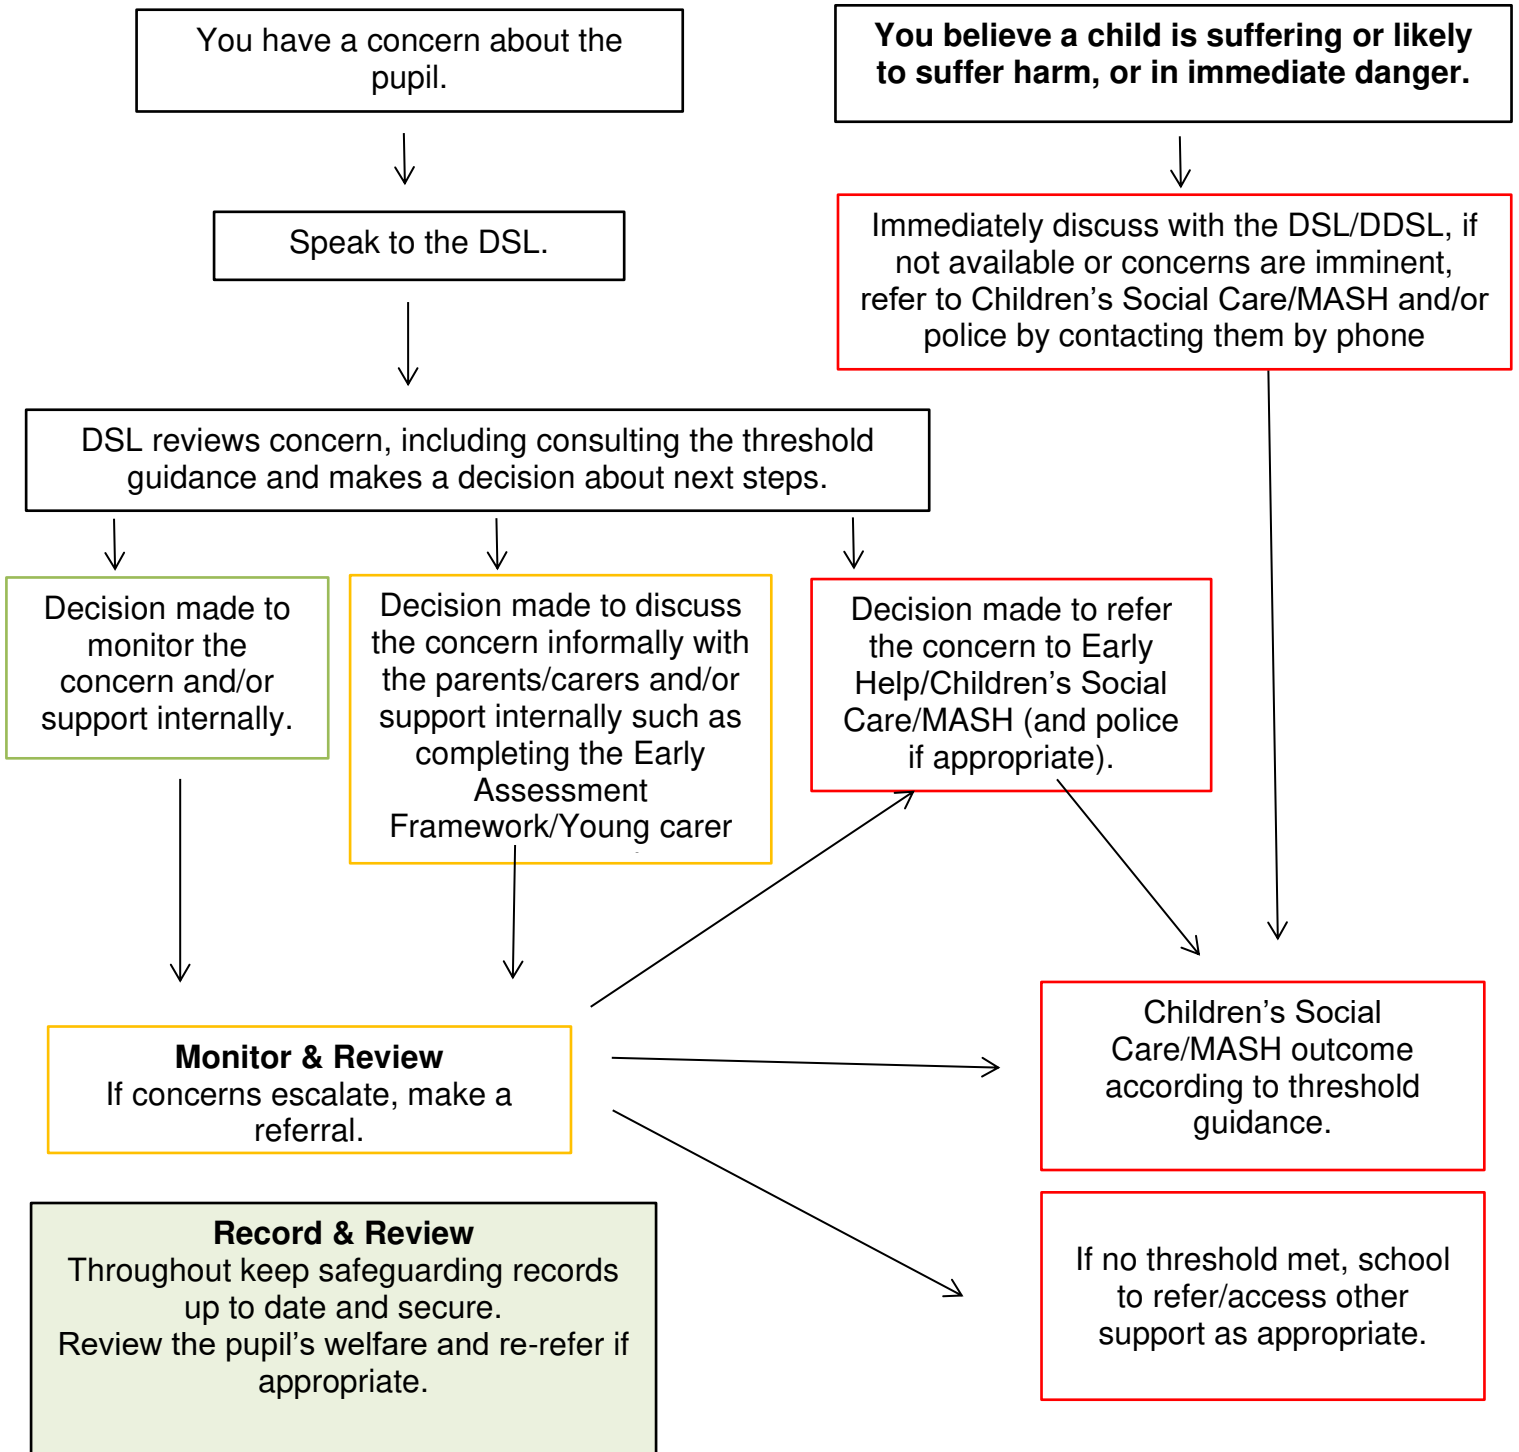 You have a concern about the
pupil.
You believe a child is suffering or likely
to suffer harm, or in immediate danger.
Speak to the DSL.
Immediately discuss with the DSL/DDSL, if
not available or concerns are imminent,
refer to Children’s Social Care/MASH and/or
police by contacting them by phone
DSL reviews concern, including consulting the threshold
guidance and makes a decision about next steps.
Decision made to
monitor the
concern and/or
support internally.
Decision made to discuss
the concern informally with
the parents/carers and/or
support internally such as
completing the Early
Assessment
Framework/Young carer
Decision made to refer
the concern to Early
Help/Children’s Social
Care/MASH (and police
if appropriate).
Monitor & Review
If concerns escalate, make a
referral.
Children’s Social
Care/MASH outcome
according to threshold
guidance.
Record & Review
Throughout keep safeguarding records
up to date and secure.
Review the pupil’s welfare and re-refer if
appropriate.
If no threshold met, school
to refer/access other
support as appropriate.